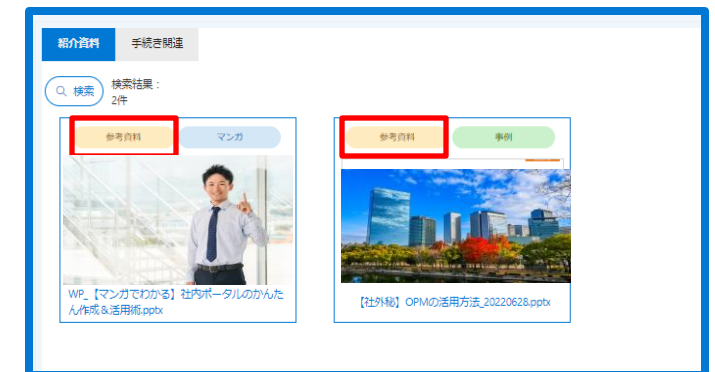 紹介資料 手続き関連
検索 検索結果：
2件
参考資料 マンガ 参考資料 事例
WP_【マンガでわかる】社内ポータルのかんた
ん作成＆活用術.pptx
【社外秘】OPMの活用方法_20220628.pptx